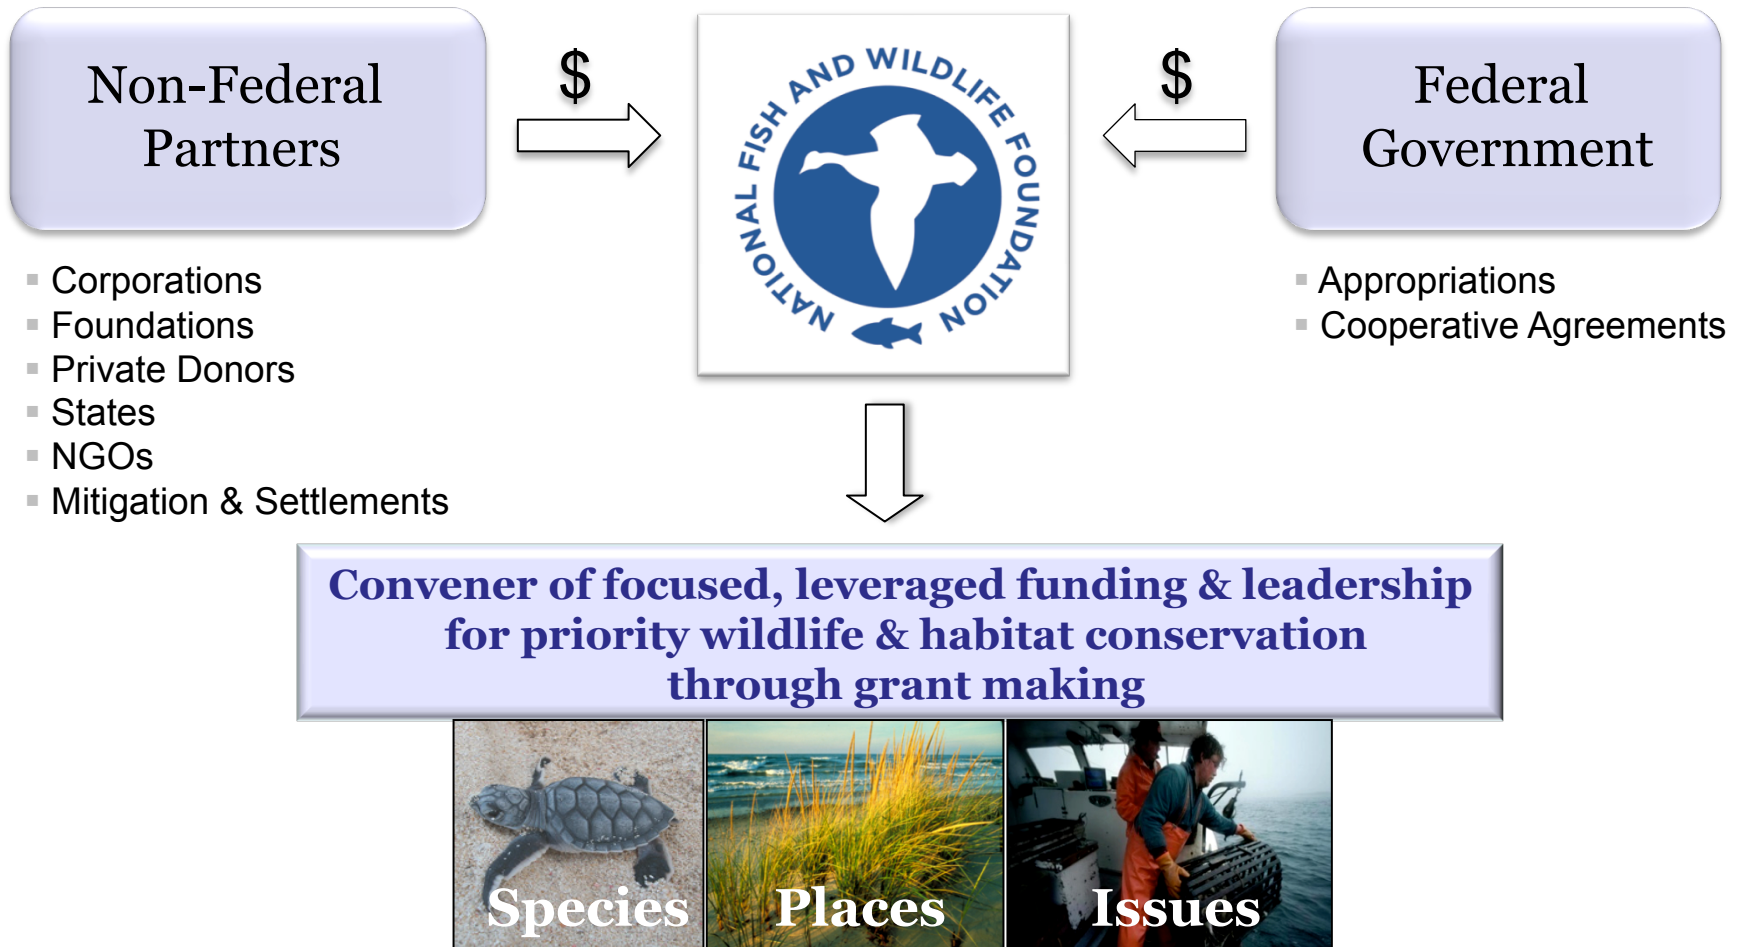 Non-Federal
Partners
$
NATIONAL FISH AND WILDLIFE FOUNDATION
$
Federal
Government
▪ Corporations
▪ Foundations
▪ Private Donors
▪ States
▪ NGOs
▪ Mitigation & Settlements
▪ Appropriations
▪ Cooperative Agreements
Convener of focused, leveraged funding & leadership
for priority wildlife & habitat conservation
through grant making
Species
Places
Issues